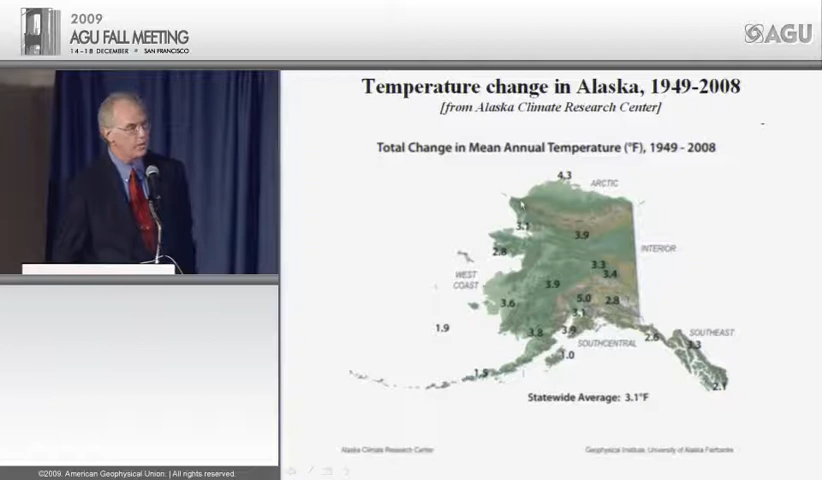 2009
AGU FALL MEETING
14-18 DECEMBER • SAN FRANCISCO
AGU
Temperature change in Alaska, 1949-2008
[from Alaska Climate Research Center]
Total Change in Mean Annual Temperature (°F), 1949 - 2008
4.3
ARCTIC
3.1
3.9
2.8
INTERIOR
3.3
3.4
WEST
COAST
3.9
3.6
5.0
2.8
3.1
1.9
3.8
3.9
2.6
SOUTHEAST
3.3
SOUTHCENTRAL
1.0
1.5
2.1
Statewide Average: 3.1°F
Alaska Climate Research Center
Geophysical Institute, University of Alaska Fairbanks
©2009. American Geophysical Union. | All rights reserved.